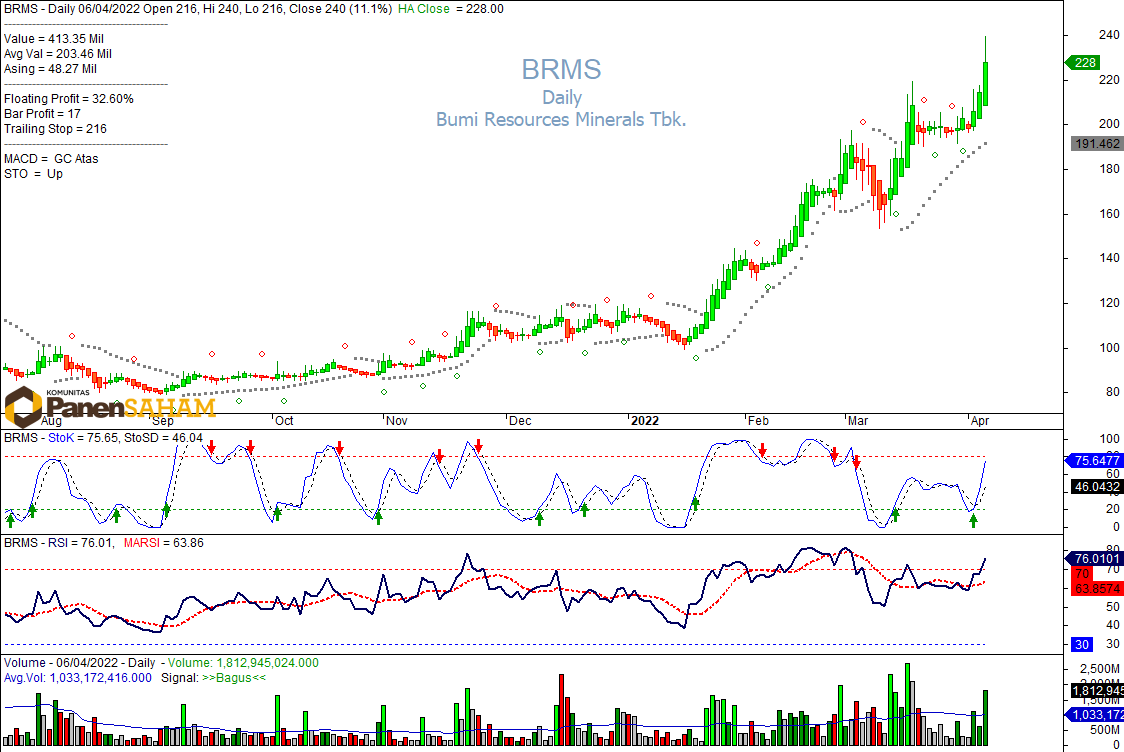 BRMS - Daily 06/04/2022 Open 216, Hi 240, Lo 216, Close 240 (11.1%) HA Close = 228.00
Value = 413.35 Mil
Avg Val = 203.46 Mil
Asing = 48.27 Mil
Floating Profit = 32.60%
Bar Profit = 17
Trailing Stop = 216
MACD = GC Atas
STO = Up
BRMS
Daily
Bumi Resources Minerals Tbk.
240
228
220
200
191.462
180
160
140
120
100
80
KOMUNITAS
PanenSAHAM
Aug Sep Oct Nov Dec 2022 Feb Mar Apr
BRMS - StoK = 75.65, StoSD = 46.04
100
75.6477
60
46.0432
20
0
BRMS - RSI = 76.01, MARSI = 63.86
80
76.0101
70
70
63.8574
50
40
30
30
Volume - 06/04/2022 - Daily - Volume: 1,812,945,024.000
Avg.Vol: 1,033,172,416.000 Signal: >>Bagus<<
2,500M
1,812,945
1,033,172
500M
0